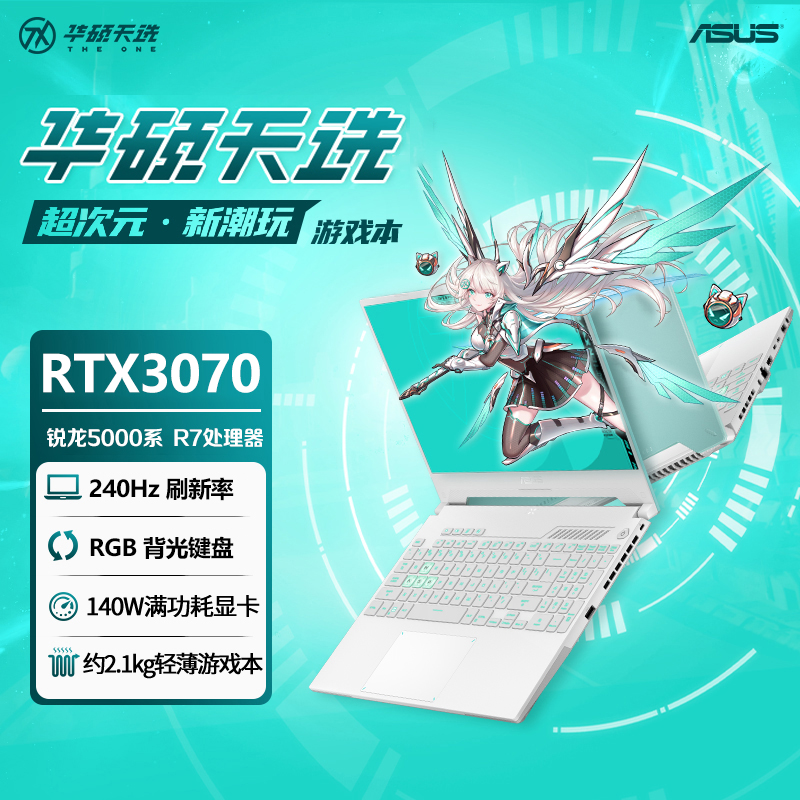 华硕天选
THE ONE
ASUS
华硕天选
超次元·新潮玩 游戏本
RTX3070
锐龙5000系 R7处理器
240Hz 刷新率
RGB 背光键盘
140W满功耗显卡
约2.1kg轻薄游戏本